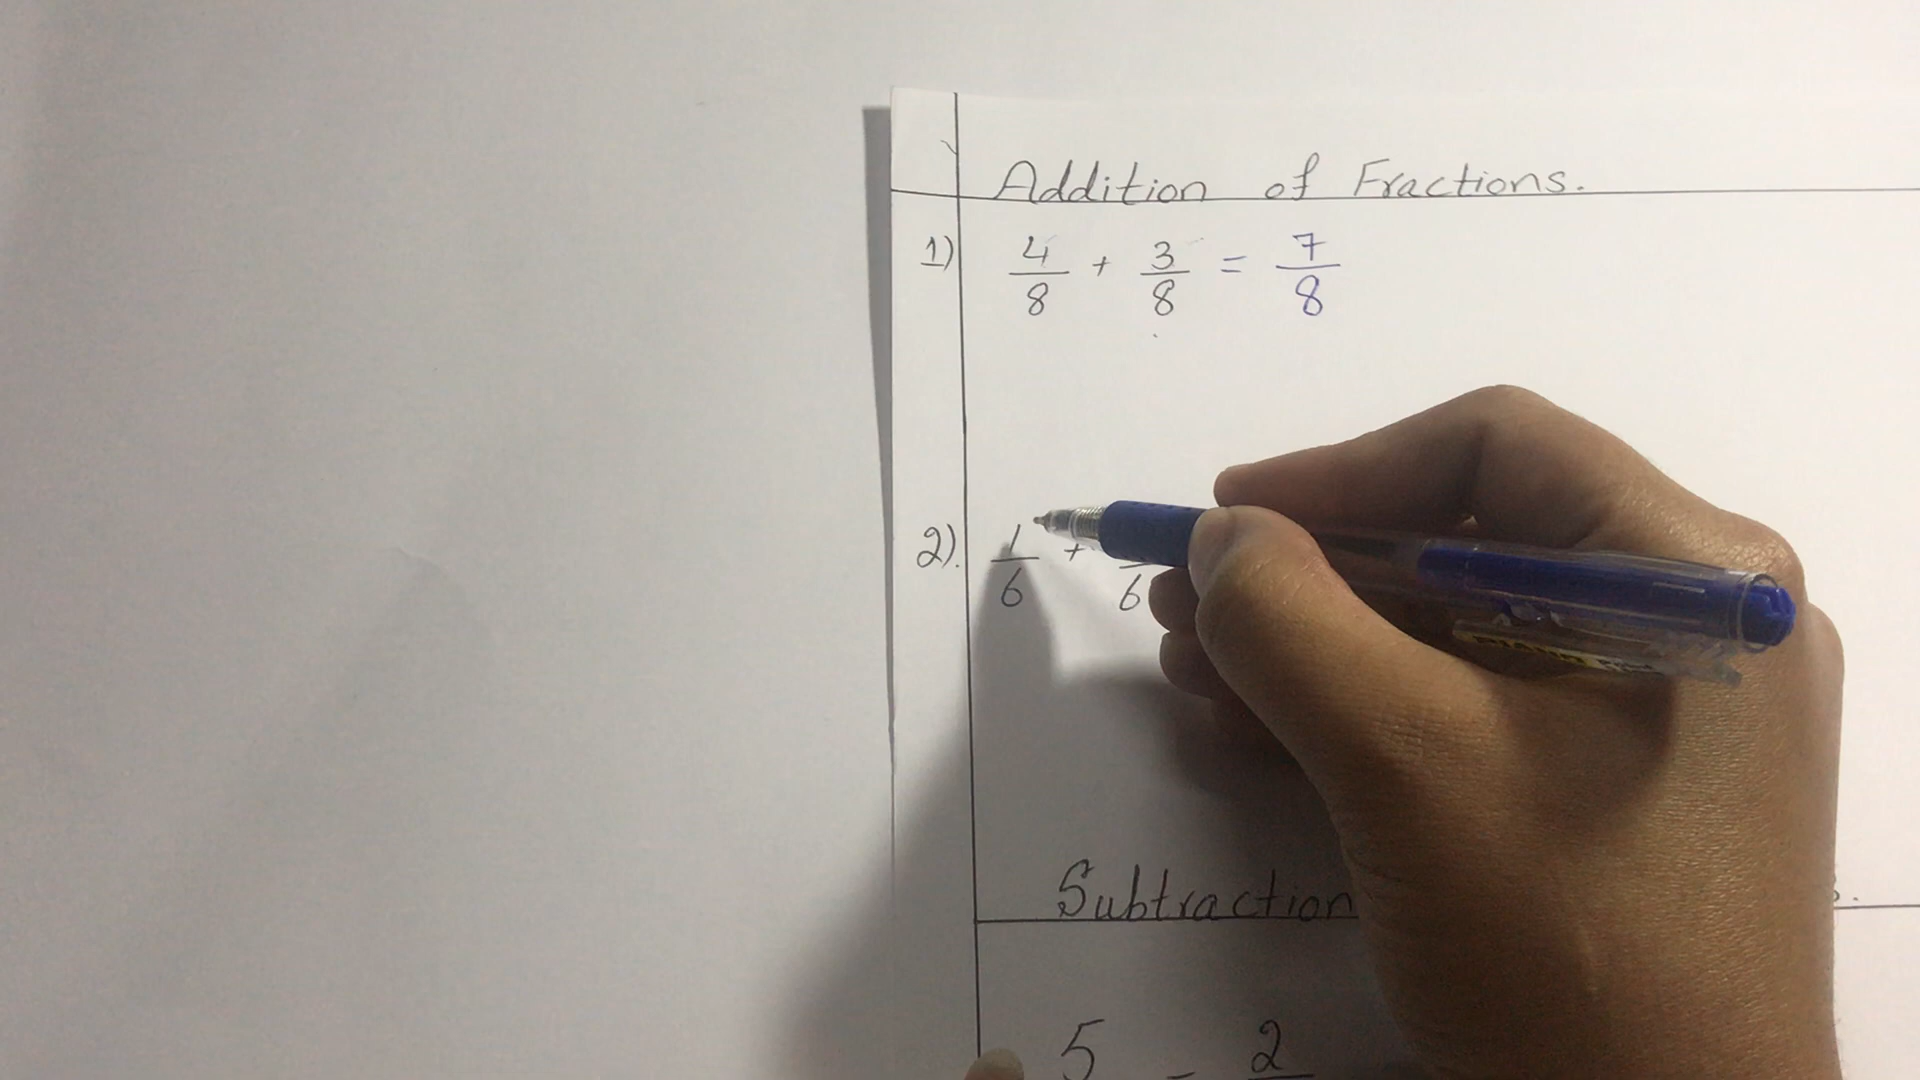 Addition of Fractions.
1) 4/8 + 3/8 = 7/8
2). 1/6 + /6
Subtraction
5 - 2